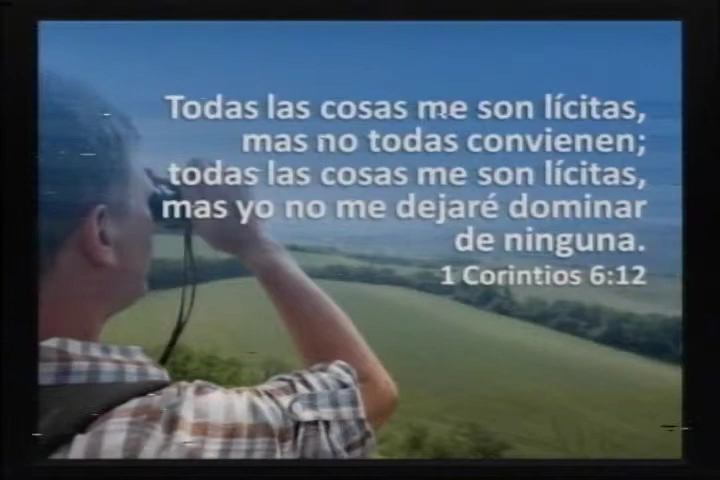 Todas las cosas me son lícitas,
mas no todas convienen;
todas las cosas me son lícitas,
mas yo no me dejaré dominar
de ninguna.
1 Corintios 6:12